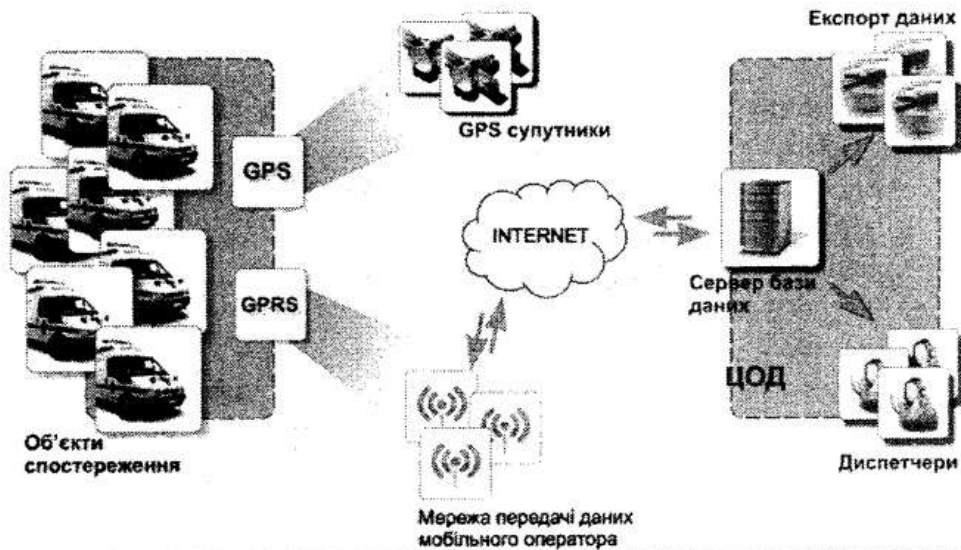 Експорт даних
GPS супутники
GPS
INTERNET
GPRS
Сервер бази
даних
ЦОД
Об'єкти
спостереження
Диспетчери
Мережа передачі даних
мобільного оператора